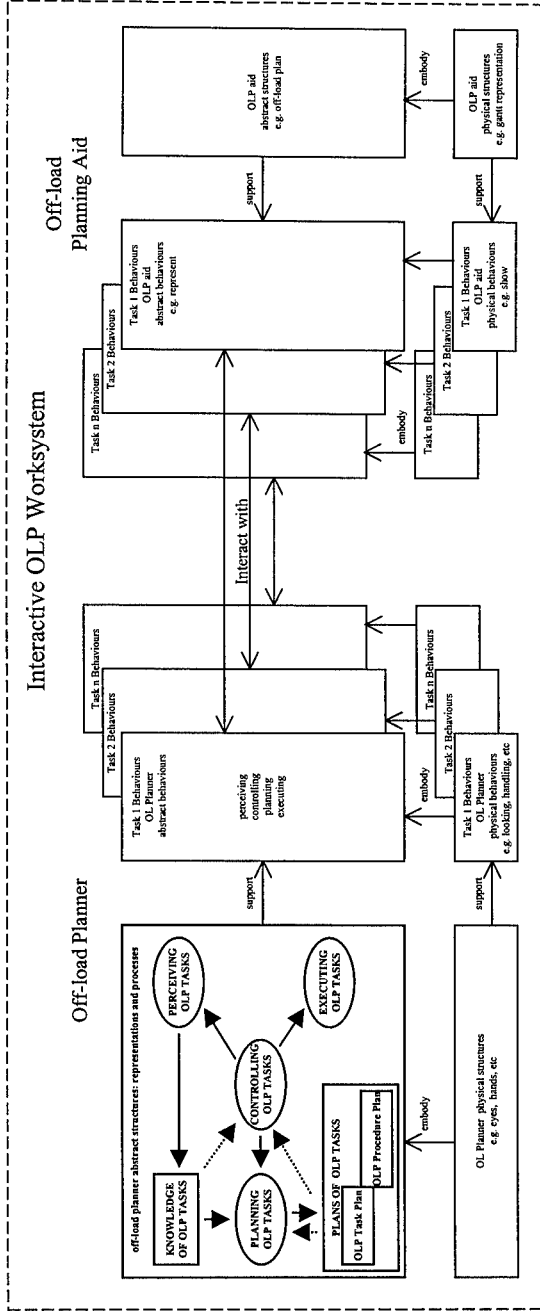 Interactive OLP Worksystem
Off-load Planner
off-load planner abstract structures: representations and processes
KNOWLEDGE
OF OLP TASKS
PERCEIVING
OLP TASKS
CONTROLLING
OLP TASKS
PLANNING
OLP TASKS
EXECUTING
OLP TASKS
PLANS OF OLP TASKS
OLP Task Plan
OLP Procedure Plan
embody
OL Planner physical structures
e.g. eyes, hands, etc
support
support
Task n Behaviours
Task 2 Behaviours
Task 1 Behaviours
OL Planner
abstract behaviours
perceiving
controlling
planning
executing
embody
Task n Behaviours
Task 2 Behaviours
Task 1 Behaviours
OL Planner
physical behaviours
e.g. looking, handling, etc
Interact with
Off-load
Planning Aid
Task n Behaviours
Task 2 Behaviours
Task 1 Behaviours
OLP aid
abstract behaviours
e.g. represent
embody
Task n Behaviours
Task 2 Behaviours
Task 1 Behaviours
OLP aid
physical behaviours
e.g. show
support
support
OLP aid
abstract structures
e.g. off-load plan
embody
OLP aid
physical structures
e.g. gantt representation